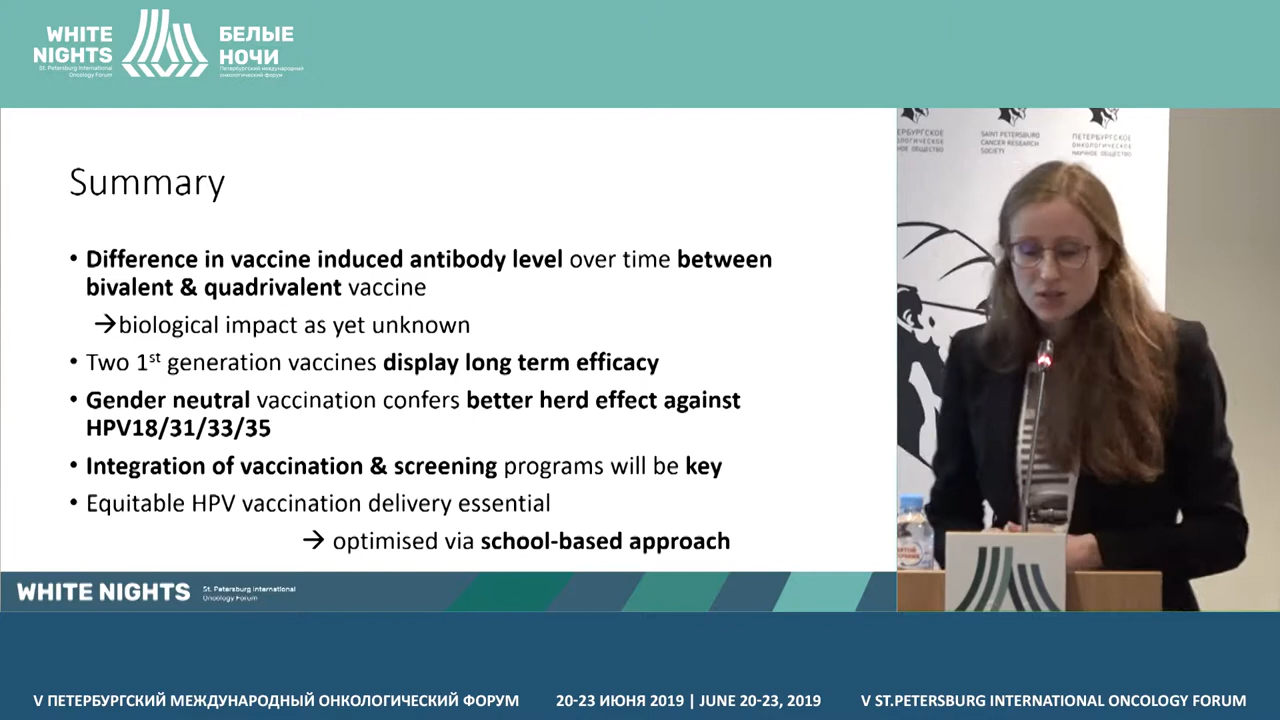 WHITE
NIGHTS
St. Petersburg International
Oncology Forum
БЕЛЫЕ
НОЧИ
Петербургский международный
онкологический форум
Summary
• Difference in vaccine induced antibody level over time between
bivalent & quadrivalent vaccine
→biological impact as yet unknown
• Two 1st generation vaccines display long term efficacy
• Gender neutral vaccination confers better herd effect against
HPV18/31/33/35
• Integration of vaccination & screening programs will be key
• Equitable HPV vaccination delivery essential
→ optimised via school-based approach
WHITE NIGHTS
St. Petersburg International
Oncology Forum
SAINT PETERSBURG
CANCER RESEARCH
SOCIETY
ПЕТЕРБУРГСКОЕ
ОНКОЛОГИЧЕСКОЕ
НАУЧНОЕ ОБЩЕСТВО
V ПЕТЕРБУРГСКИЙ МЕЖДУНАРОДНЫЙ ОНКОЛОГИЧЕСКИЙ ФОРУМ
20-23 ИЮНЯ 2019 | JUNE 20-23, 2019
V ST.PETERSBURG INTERNATIONAL ONCOLOGY FORUM